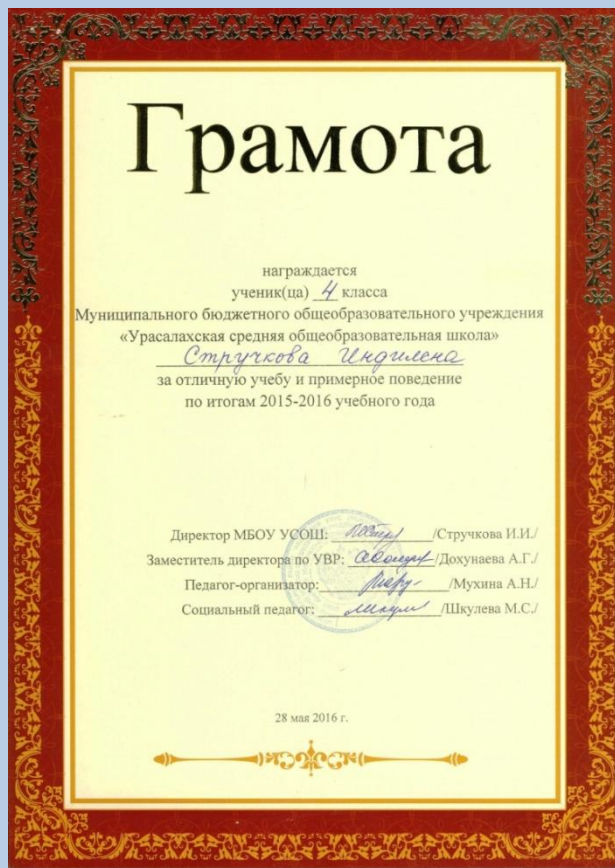 Грамота
награждается
ученик(ца) 4 класса
Муниципального бюджетного общеобразовательного учреждения
«Урасалахская средняя общеобразовательная школа»
Стручкова Индилена
за отличную учебу и примерное поведение
по итогам 2015-2016 учебного года
Директор МБОУ УСОШ: /Стручкова И.И./
Заместитель директора по УВР: /Дохунаева А.Г./
Педагог-организатор: /Мухина А.Н./
Социальный педагог: /Шкулева М.С./
28 мая 2016 г.